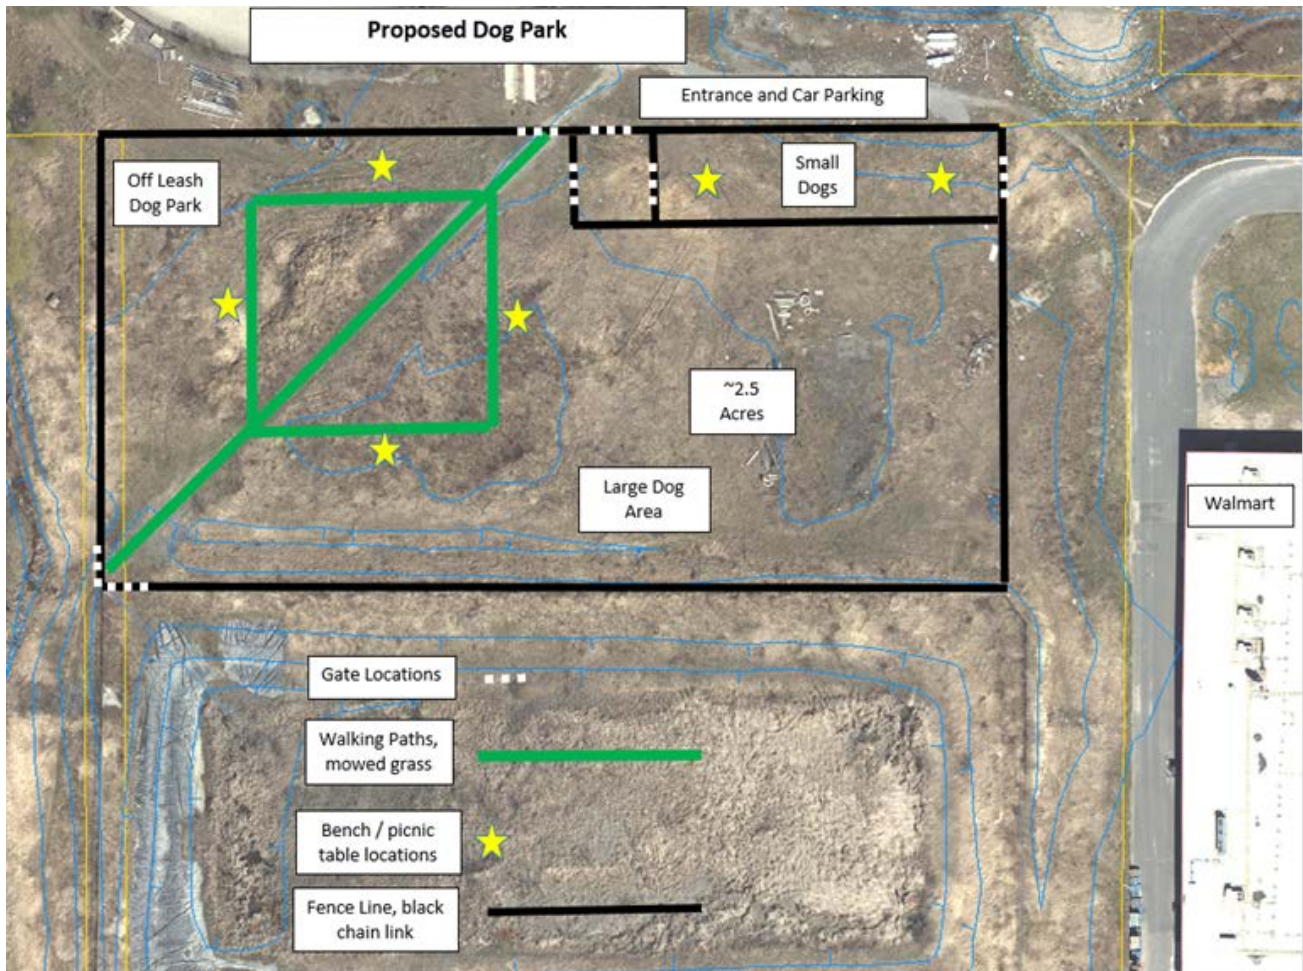 Proposed Dog Park
Entrance and Car Parking
Off Leash
Dog Park
Small
Dogs
~2.5
Acres
Large Dog
Area
Walmart
Gate Locations
Walking Paths,
mowed grass
Bench / picnic
table locations
Fence Line, black
chain link